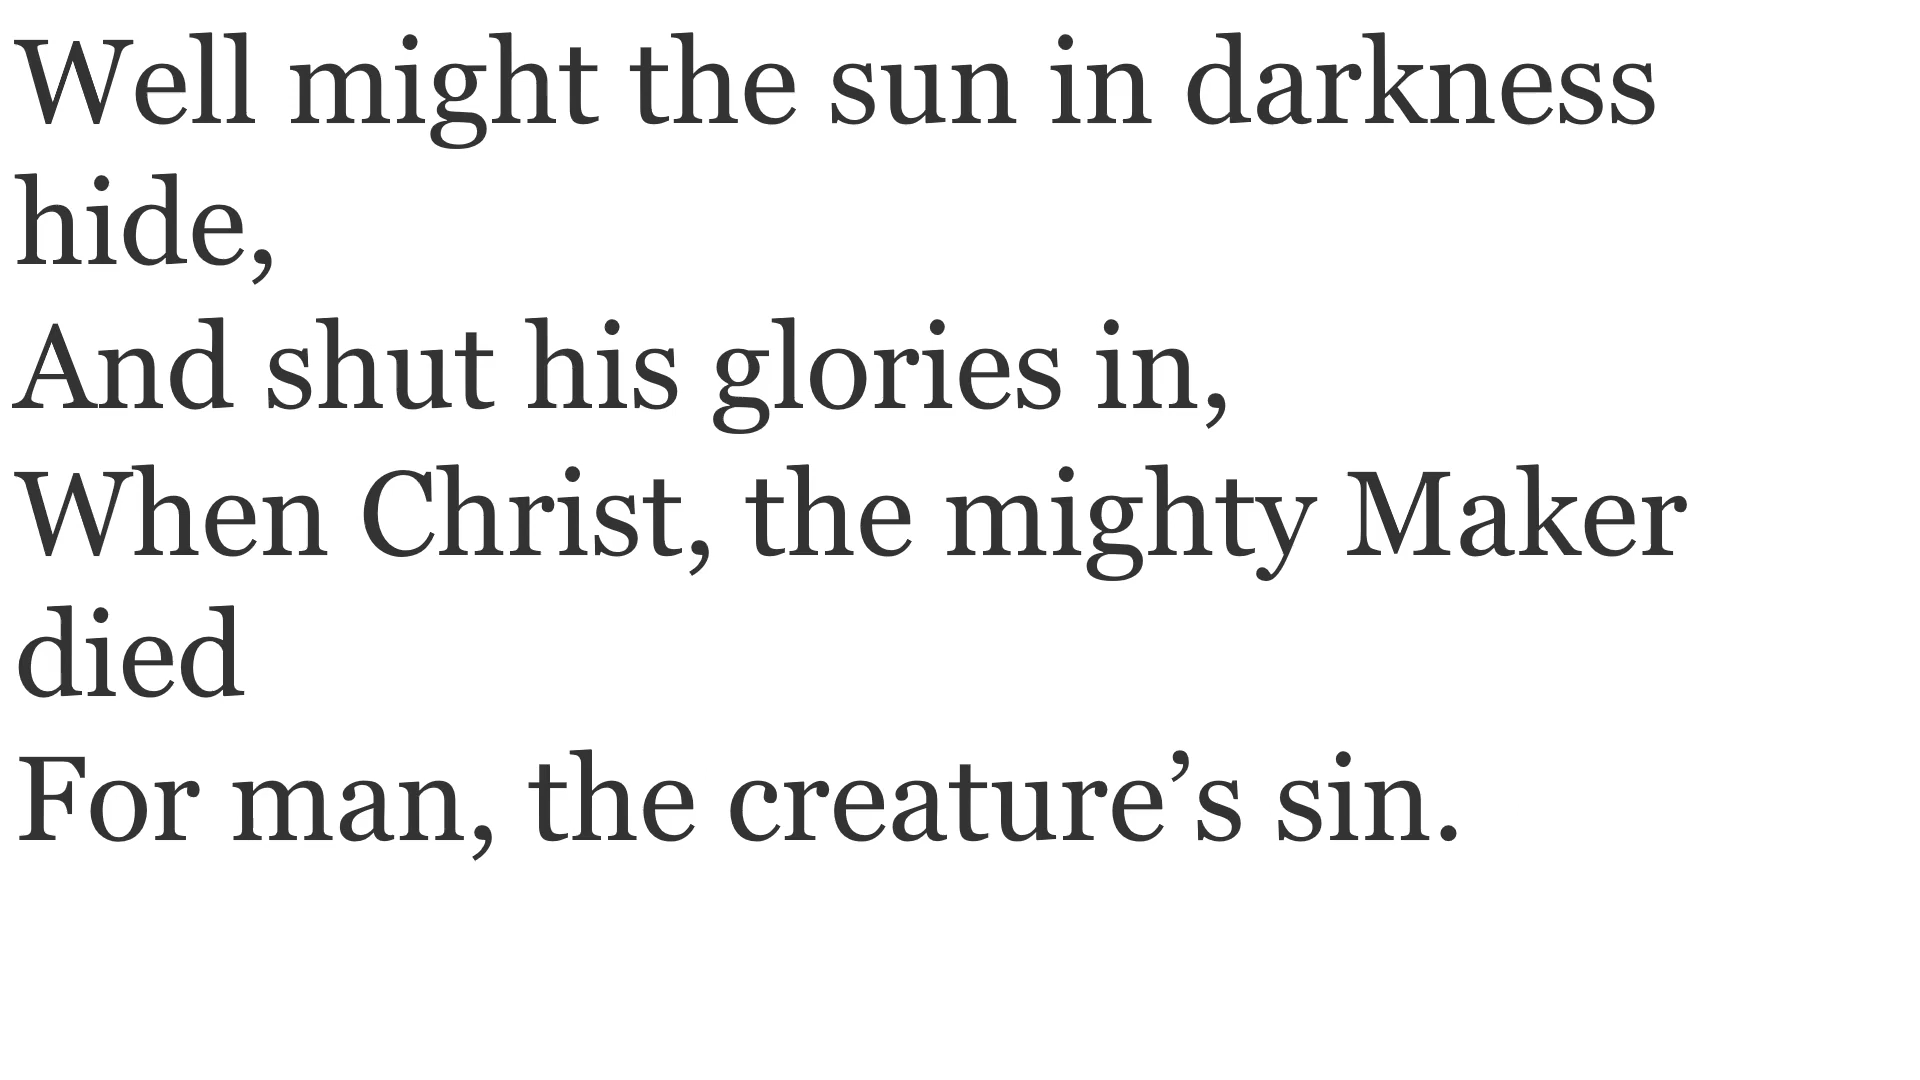 Well might the sun in darkness
hide,
And shut his glories in,
When Christ, the mighty Maker
died
For man, the creature’s sin.